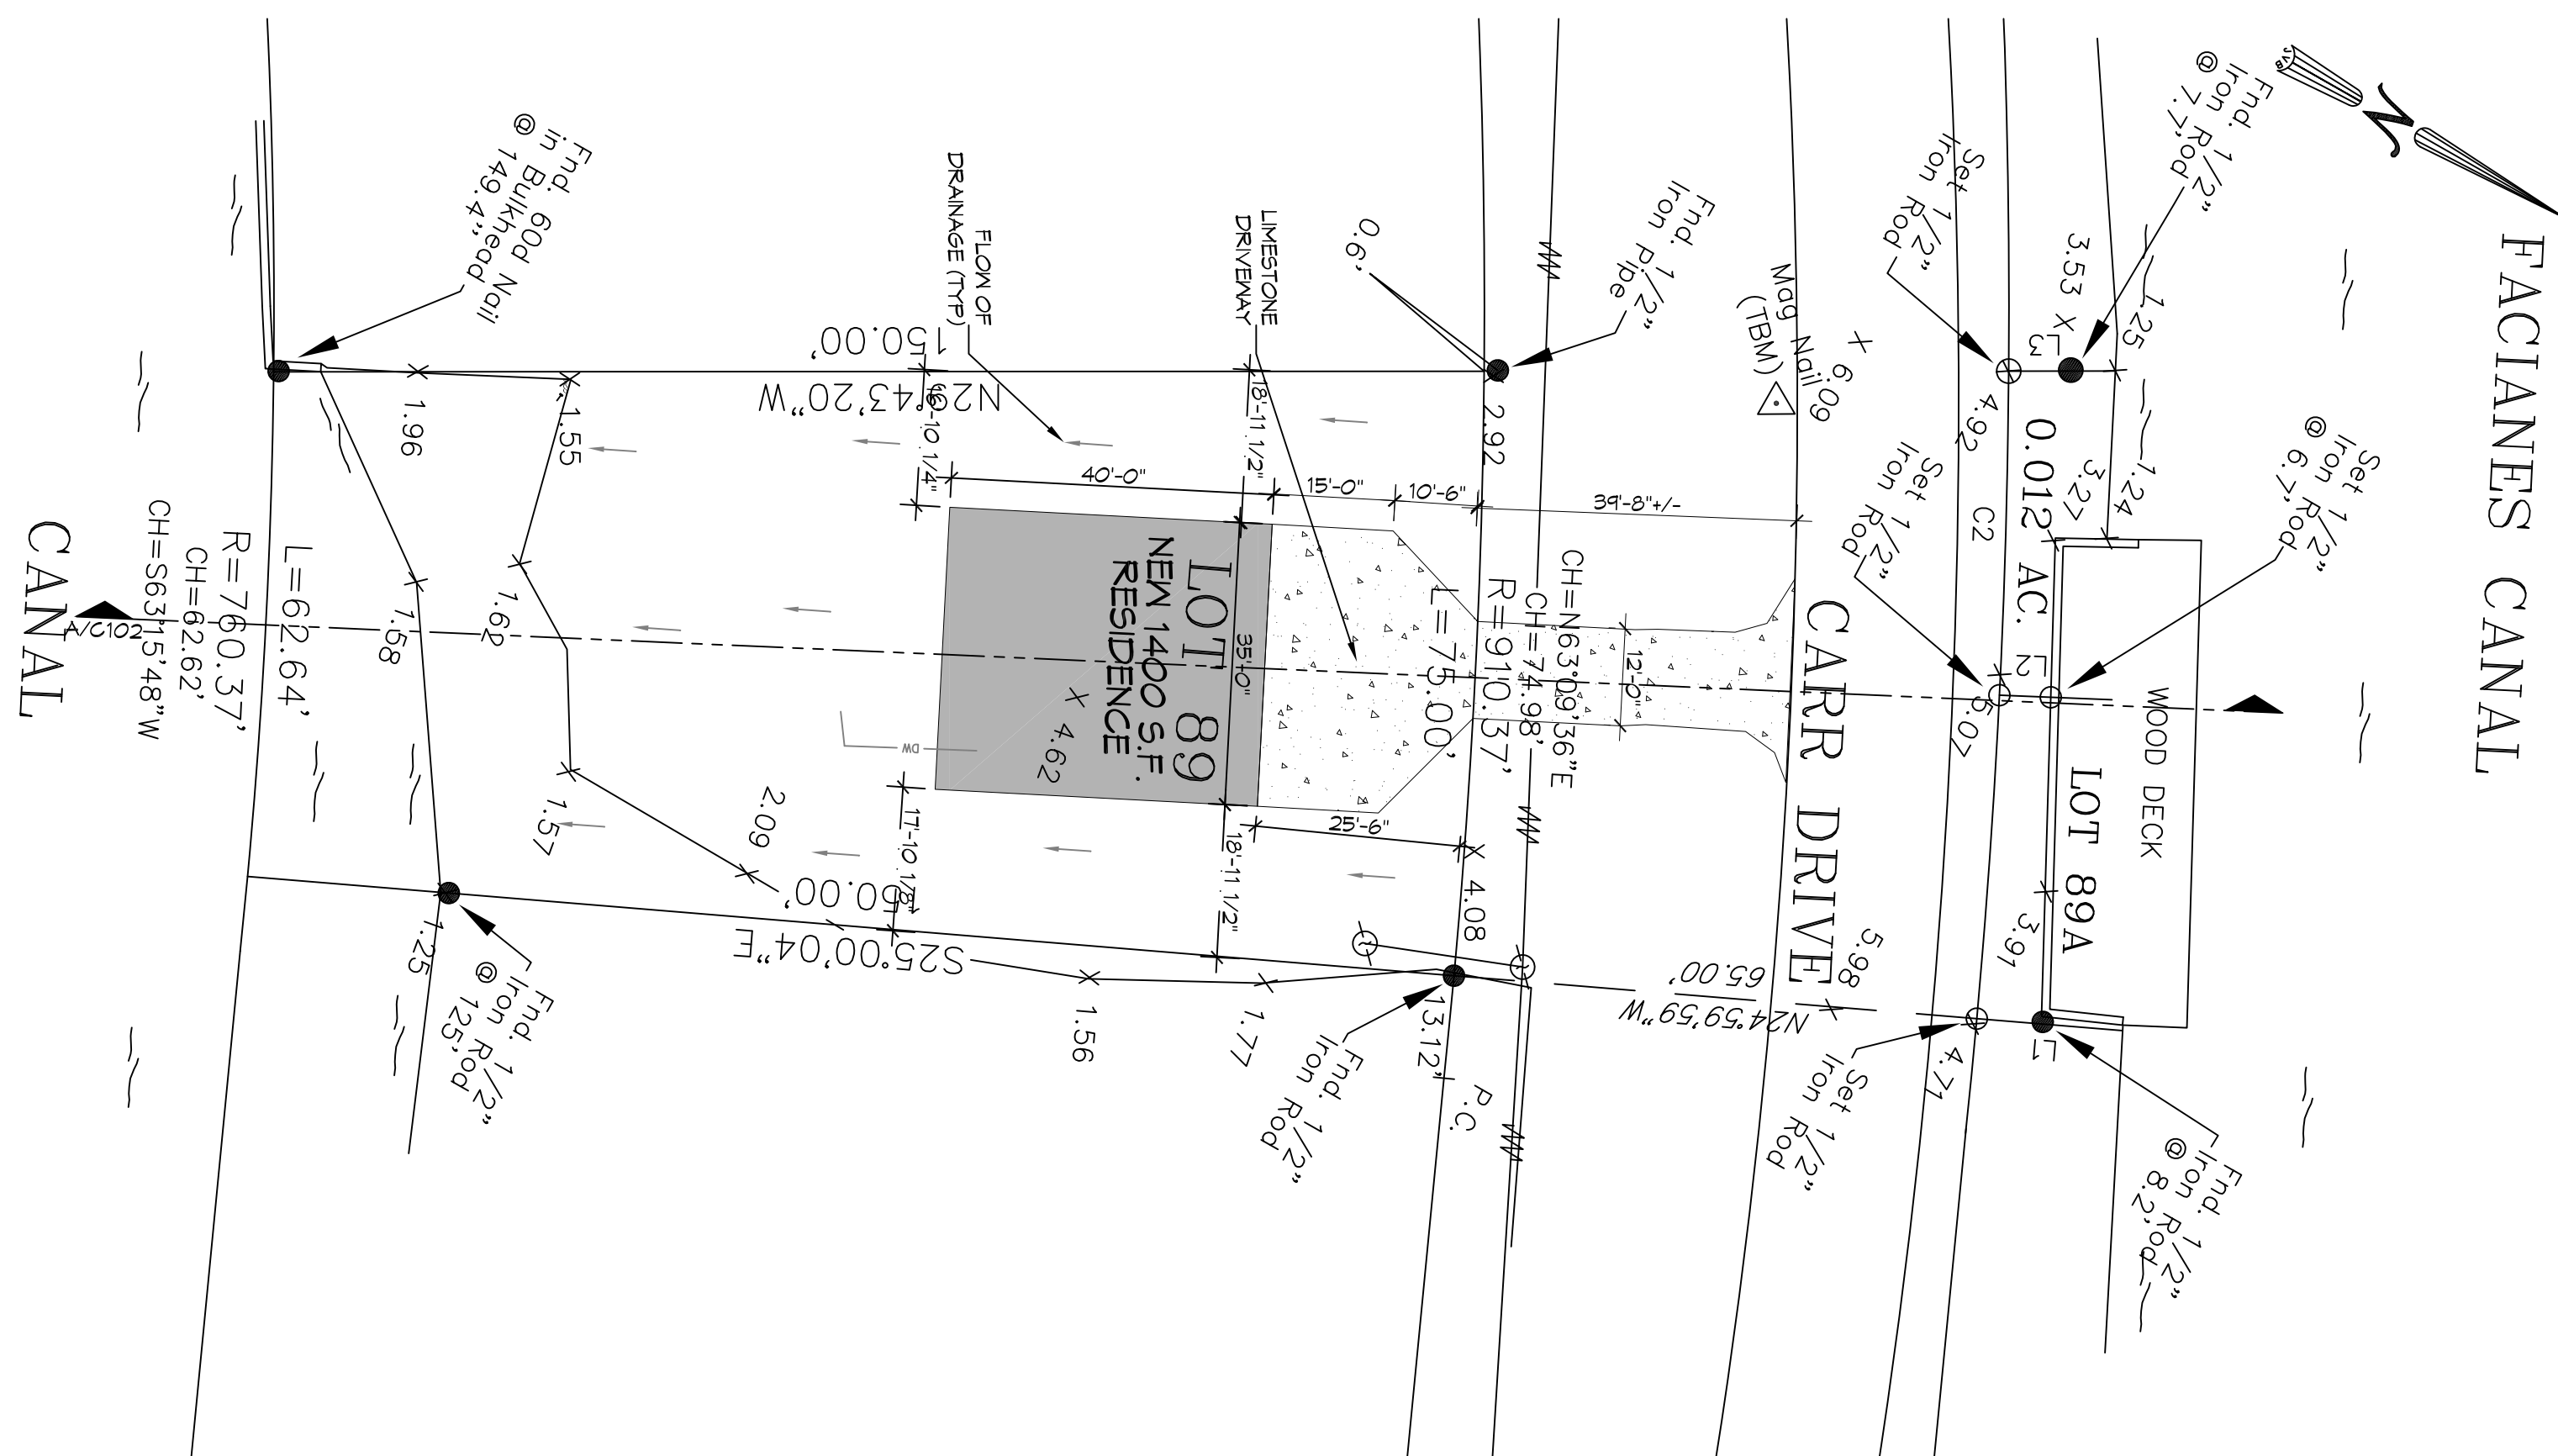 FACIANES CANAL
JVB
N
Fnd. 1/2"
Iron Rod
@ 7.7'
Set 1/2"
Iron Rod
3.53 X
1.25
L3
4.92
Set 1/2"
Iron Rod
@ 6.7'
Set 1/2"
Iron Rod
0.012 AC.
3.27
1.24
C2
L2
5.07
WOOD DECK
LOT 89A
3.91
L1
4.71
Set 1/2"
Iron Rod
Fnd. 1/2"
Iron Rod
@ 8.2'
X 6.09
Mag Nail
(TBM)
CARR DRIVE
5.98
65.00'
N24°59'59"W
Fnd. 1/2"
Iron Pipe
0.6'
2.92
39'-8"+/-
12'-0"
CH=N63°09'36"E
CH=74.98'
R=910.37'
L=75.00'
4.08
13.12'
P.C.
Fnd. 1/2"
Iron Rod
LIMESTONE
DRIVEWAY
FLOW OF
DRAINAGE (TYP)
18'-11 1/2"
16'-10 1/4"
40'-0"
15'-0"
10'-6"
25'-6"
35'-0"
LOT 89
NEW 1400 S.F.
RESIDENCE
X 4.62
DW
18'-11 1/2"
17'-10 1/8"
150.00'
N29°43'20"W
S25°00'04"E
1.77
1.56
2.09
1.57
1.62
1.55
1.96
1.58
1.25
Fnd. 1/2"
Iron Rod
@ 125'
Fnd. 60d Nail
in Bulkhead
@ 149.4'
L=62.64'
R=760.37'
CH=62.62'
CH=S63°15'48"W
A/C102
CANAL